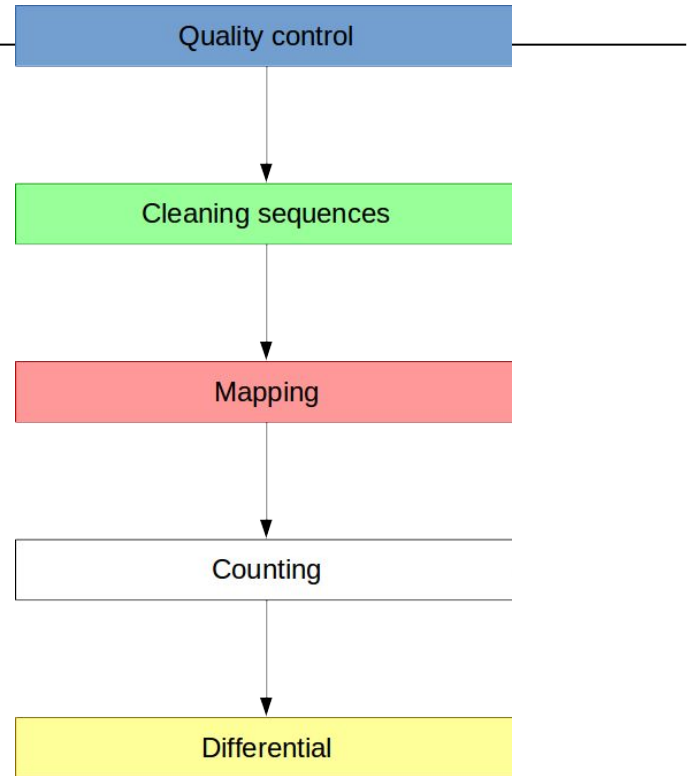 Quality control
Cleaning sequences
Mapping
Counting
Differential